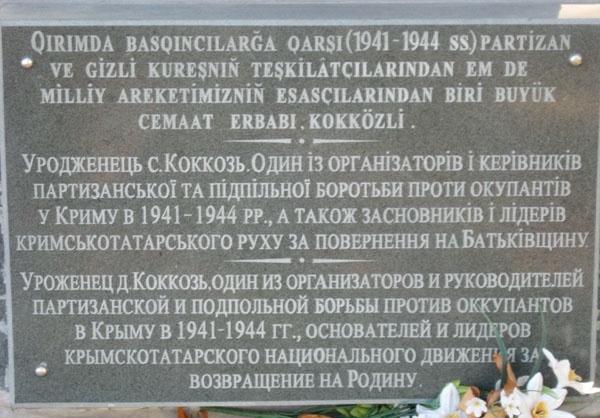 QIRIMDA BASQINCILARĞA QARŞI (1941-1944 SS.) PARTIZAN
VE GIZLI KUREŞNIÑ TEŞKILÂTÇILARINDAN EM DE
MILLIY AREKETIMIZNIÑ ESASÇILARINDAN BIRI BUYÜK
CEMAAT ERBABI. KOKKÖZLI.
УРОДЖЕНЕЦЬ С. КОККОЗЬ. ОДИН ІЗ ОРГАНІЗАТОРІВ І КЕРІВНИКІВ
ПАРТИЗАНСЬКОЇ ТА ПІДПІЛЬНОЇ БОРОТЬБИ ПРОТИ ОКУПАНТІВ
У КРИМУ В 1941-1944 РР., А ТАКОЖ ЗАСНОВНИКІВ І ЛІДЕРІВ
КРИМСЬКОТАТАРСЬКОГО РУХУ ЗА ПОВЕРНЕННЯ НА БАТЬКІВЩИНУ.
УРОЖЕНЕЦ Д. КОККОЗЬ, ОДИН ИЗ ОРГАНИЗАТОРОВ И РУКОВОДИТЕЛЕЙ
ПАРТИЗАНСКОЙ И ПОДПОЛЬНОЙ БОРЬБЫ ПРОТИВ ОККУПАНТОВ
В КРЫМУ В 1941-1944 ГГ., ОСНОВАТЕЛЕЙ И ЛИДЕРОВ
КРЫМСКОТАТАРСКОГО НАЦИОНАЛЬНОГО ДВИЖЕНИЯ ЗА
ВОЗВРАЩЕНИЕ НА РОДИНУ.